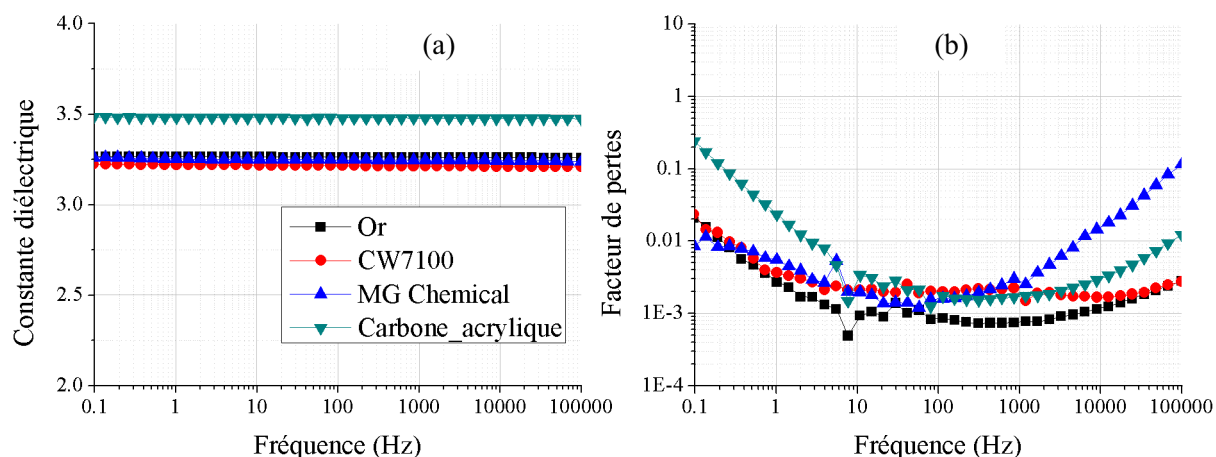 (a)
Constante diélectrique
4.0
3.5
3.0
2.5
2.0
0.1 1 10 100 1000 10000 100000
Fréquence (Hz)
Or
CW7100
MG Chemical
Carbone_acrylique
(b)
Facteur de pertes
10
1
0.1
0.01
1E-3
1E-4
0.1 1 10 100 1000 10000 100000
Fréquence (Hz)